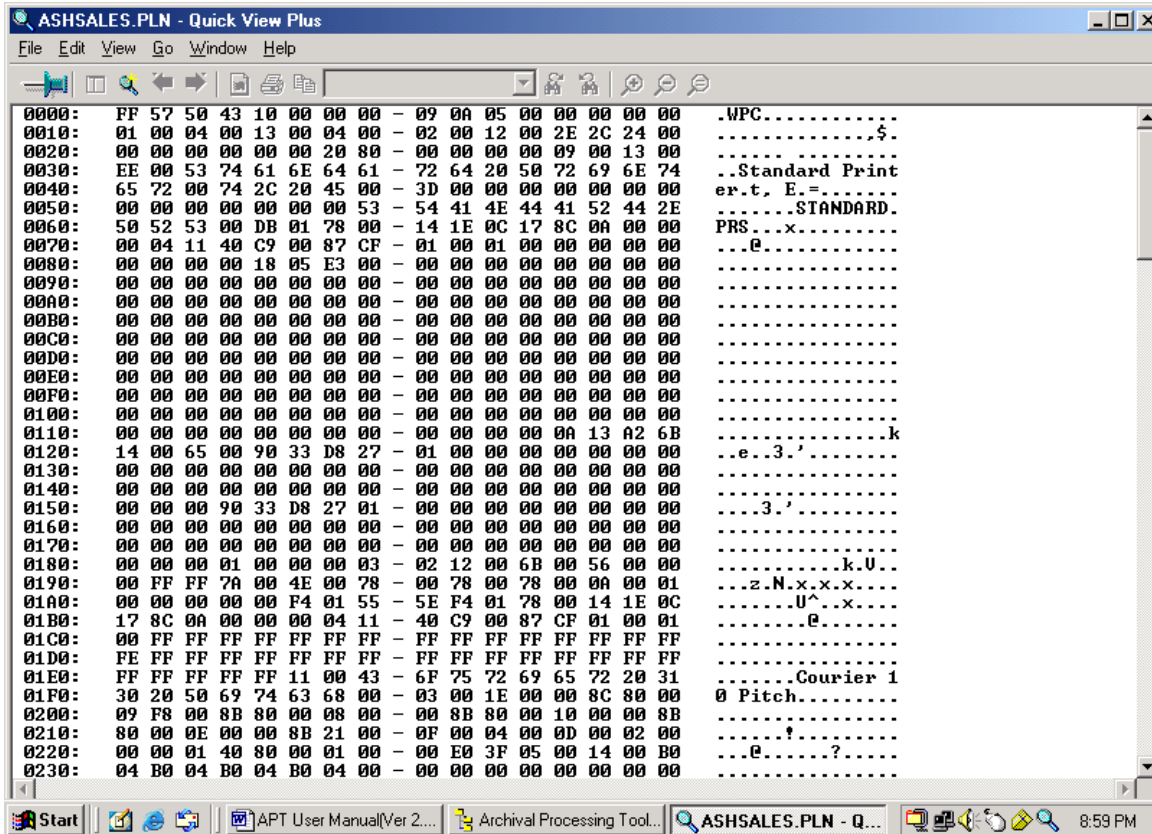 ASHSALES.PLN - Quick View Plus
File Edit View Go Window Help
0000: FF 57 50 43 10 00 00 00 - 09 0A 05 00 00 00 00 00 .WPC............
0010: 01 00 04 00 13 00 04 00 - 02 00 12 00 2E 2C 24 00 .............,$.
0020: 00 00 00 00 00 00 20 80 - 00 00 00 00 09 00 13 00 ...... .........
0030: EE 00 53 74 61 6E 64 61 - 72 64 20 50 72 69 6E 74 ..Standard Print
0040: 65 72 00 74 2C 20 45 00 - 3D 00 00 00 00 00 00 00 er.t, E.=.......
0050: 00 00 00 00 00 00 00 53 - 54 41 4E 44 41 52 44 2E .......STANDARD.
0060: 50 52 53 00 DB 01 78 00 - 14 1E 0C 17 8C 0A 00 00 PRS...x.........
0070: 00 04 11 40 C9 00 87 CF - 01 00 01 00 00 00 00 00 ...@............
0080: 00 00 00 00 18 05 E3 00 - 00 00 00 00 00 00 00 00 ................
0090: 00 00 00 00 00 00 00 00 - 00 00 00 00 00 00 00 00 ................
00A0: 00 00 00 00 00 00 00 00 - 00 00 00 00 00 00 00 00 ................
00B0: 00 00 00 00 00 00 00 00 - 00 00 00 00 00 00 00 00 ................
00C0: 00 00 00 00 00 00 00 00 - 00 00 00 00 00 00 00 00 ................
00D0: 00 00 00 00 00 00 00 00 - 00 00 00 00 00 00 00 00 ................
00E0: 00 00 00 00 00 00 00 00 - 00 00 00 00 00 00 00 00 ................
00F0: 00 00 00 00 00 00 00 00 - 00 00 00 00 00 00 00 00 ................
0100: 00 00 00 00 00 00 00 00 - 00 00 00 00 00 00 00 00 ................
0110: 00 00 00 00 00 00 00 00 - 00 00 00 00 0A 13 A2 6B ...............k
0120: 14 00 65 00 90 33 D8 27 - 01 00 00 00 00 00 00 00 ..e..3.'........
0130: 00 00 00 00 00 00 00 00 - 00 00 00 00 00 00 00 00 ................
0140: 00 00 00 00 00 00 00 00 - 00 00 00 00 00 00 00 00 ................
0150: 00 00 00 90 33 D8 27 01 - 00 00 00 00 00 00 00 00 ....3.'.........
0160: 00 00 00 00 00 00 00 00 - 00 00 00 00 00 00 00 00 ................
0170: 00 00 00 00 00 00 00 00 - 00 00 00 00 00 00 00 00 ................
0180: 00 00 00 01 00 00 00 03 - 02 12 00 6B 00 56 00 00 ...........k.V..
0190: 00 FF FF 7A 00 4E 00 78 - 00 78 00 78 00 0A 00 01 ...z.N.x.x.x....
01A0: 00 00 00 00 00 F4 01 55 - 5E F4 01 78 00 14 1E 0C .......U^..x....
01B0: 17 8C 0A 00 00 00 04 11 - 40 C9 00 87 CF 01 00 01 ........@.......
01C0: 00 FF FF FF FF FF FF FF - FF FF FF FF FF FF FF FF ................
01D0: FE FF FF FF FF FF FF FF - FF FF FF FF FF FF FF FF ................
01E0: FF FF FF FF FF 11 00 43 - 6F 75 72 69 65 72 20 31 .......Courier 1
01F0: 30 20 50 69 74 63 68 00 - 03 00 1E 00 00 8C 80 00 0 Pitch.........
0200: 09 F8 00 8B 80 00 08 00 - 00 8B 80 00 10 00 00 8B ................
0210: 80 00 0E 00 00 8B 21 00 - 0F 00 04 00 0D 00 02 00 ......!.........
0220: 00 00 01 40 80 00 01 00 - 00 E0 3F 05 00 14 00 B0 ...@......?.....
0230: 04 B0 04 B0 04 B0 04 00 - 00 00 00 00 00 00 00 00 ................
Start APT User Manual(Ver 2.... Archival Processing Tool... ASHSALES.PLN - Q... 8:59 PM